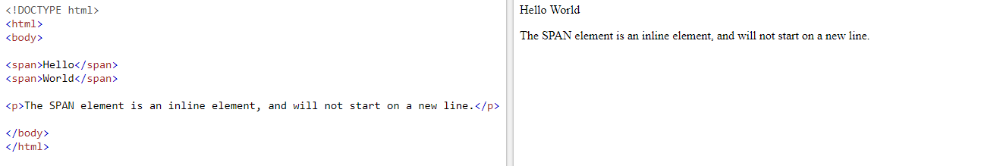 <!DOCTYPE html>
<html>
<body>
<span>Hello</span>
<span>World</span>
<p>The SPAN element is an inline element, and will not start on a new line.</p>
</body>
</html>
Hello World
The SPAN element is an inline element, and will not start on a new line.